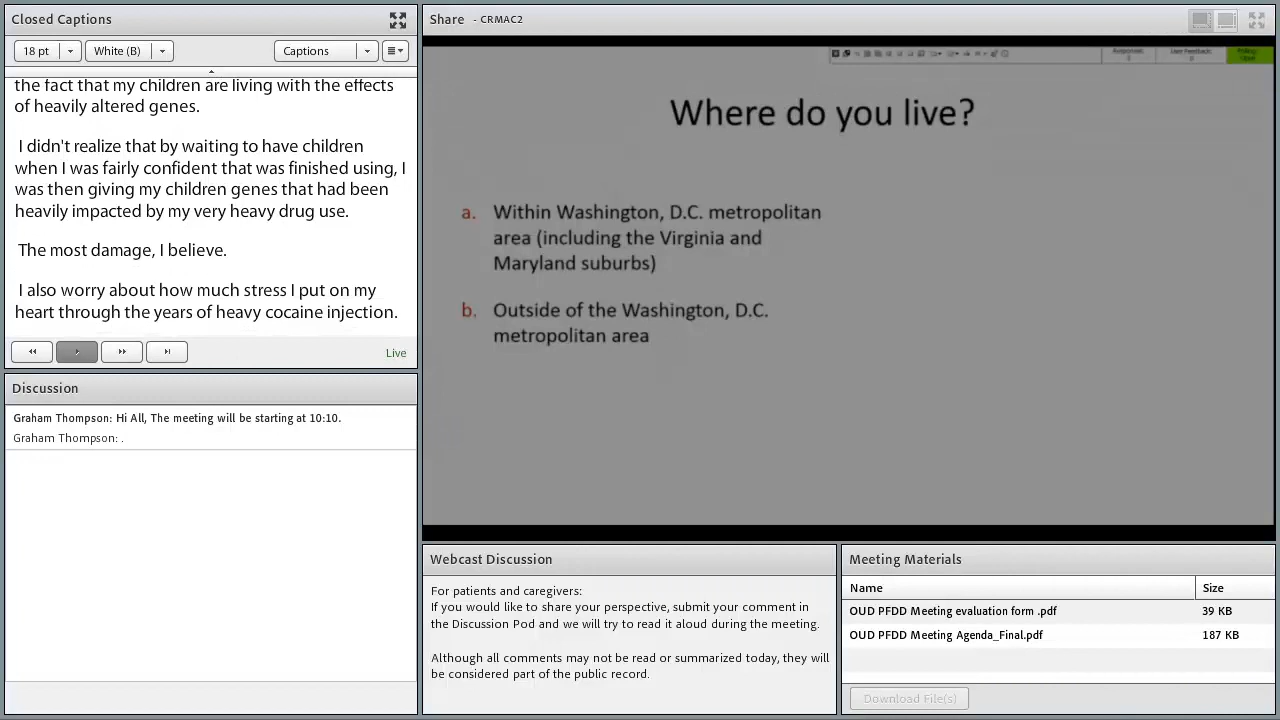 Closed Captions
18 pt
White (B)
Captions
the fact that my children are living with the effects
of heavily altered genes.
I didn't realize that by waiting to have children
when I was fairly confident that was finished using, I
was then giving my children genes that had been
heavily impacted by my very heavy drug use.
The most damage, I believe.
I also worry about how much stress I put on my
heart through the years of heavy cocaine injection.
Live
Discussion
Graham Thompson: Hi All, The meeting will be starting at 10:10.
Graham Thompson: .
Share - CRMAC2
Where do you live?
a. Within Washington, D.C. metropolitan
area (including the Virginia and
Maryland suburbs)
b. Outside of the Washington, D.C.
metropolitan area
Webcast Discussion
For patients and caregivers:
If you would like to share your perspective, submit your comment in
the Discussion Pod and we will try to read it aloud during the meeting.
Although all comments may not be read or summarized today, they will
be considered part of the public record.
Meeting Materials
Name Size
OUD PFDD Meeting evaluation form .pdf 39 KB
OUD PFDD Meeting Agenda_Final.pdf 187 KB
Download File(s)